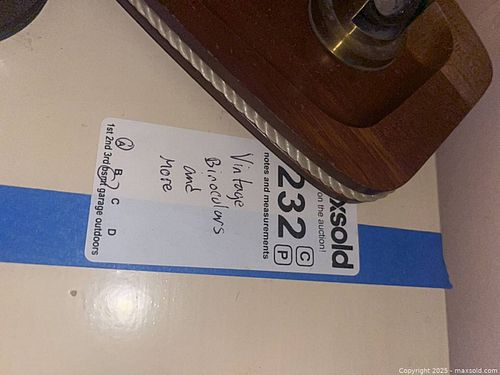 xsold
on the auction!
232 C P
notes and measurements
Vintage
Binoculars
and
More
A B C D
1st 2nd 3rd bsmt garage outdoors
Copyright 2025 - maxsold.com